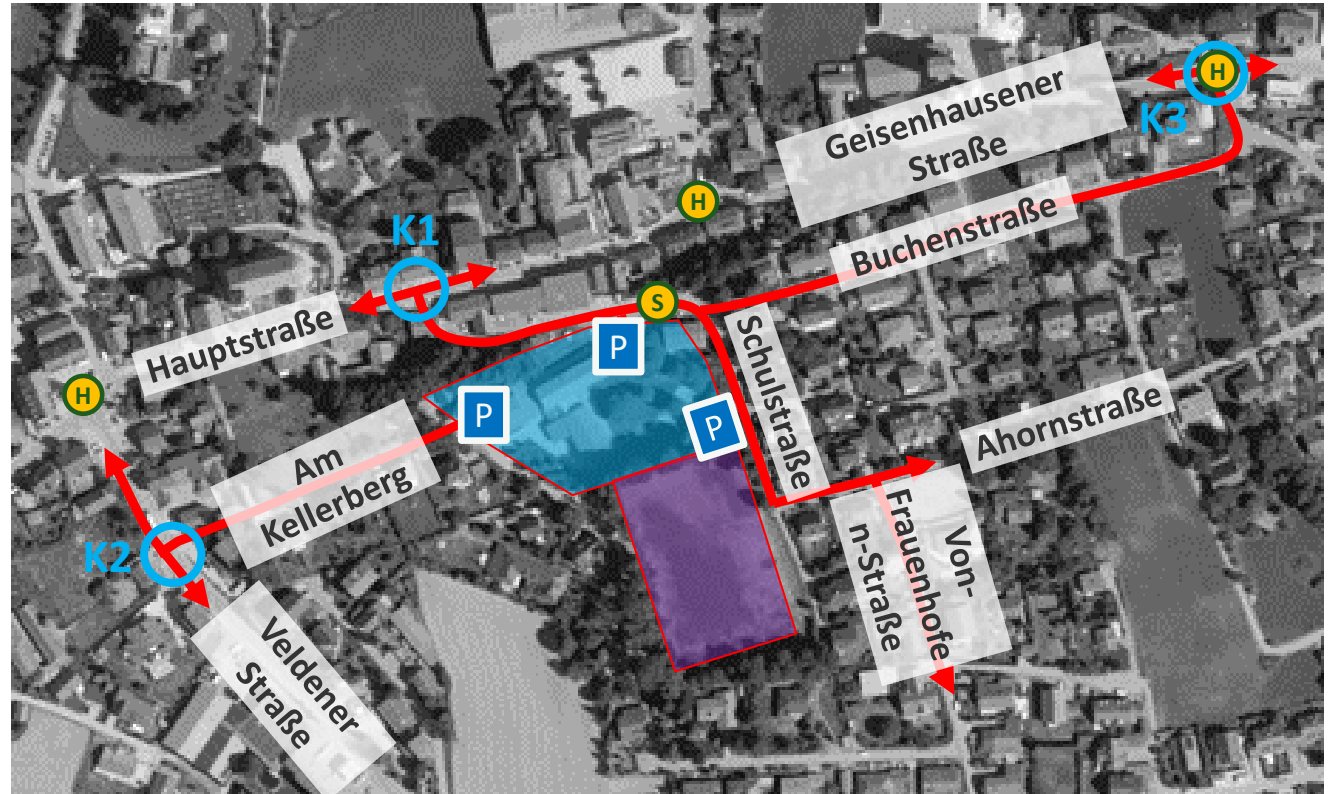 Geisenhausener
Straße
H
K3
H
Buchenstraße
K1
S
Hauptstraße
P
Schulstraße
H
P
P
Ahornstraße
Am
Kellerberg
K2
Von-
Frauenhofe
n-Straße
Veldener
Straße